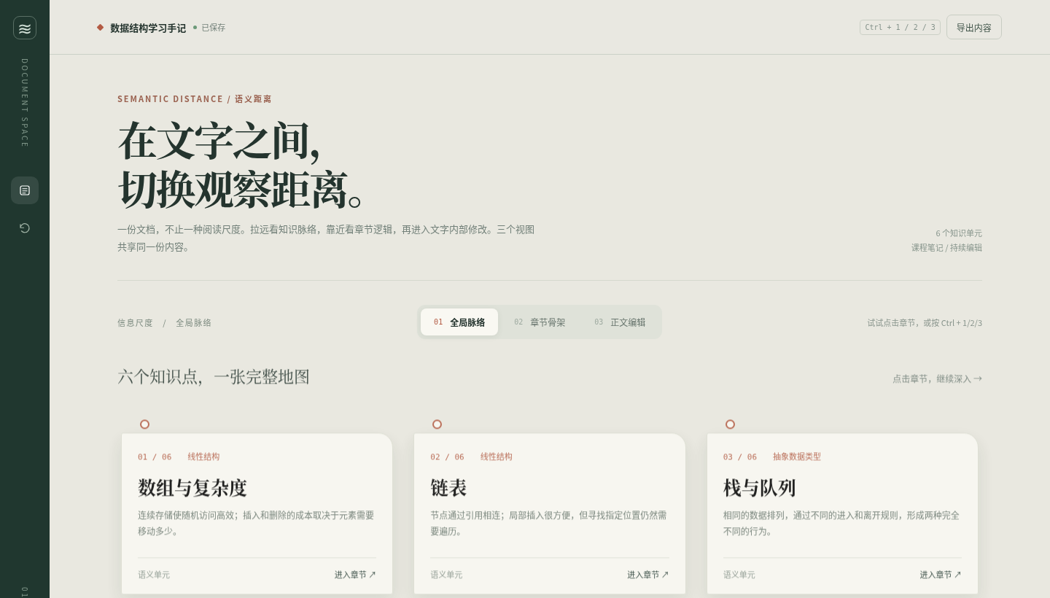 DOCUMENT SPACE
01
数据结构学习手记
已保存
Ctrl + 1 / 2 / 3
导出内容
SEMANTIC DISTANCE / 语义距离
在文字之间,
切换观察距离。
一份文档，不止一种阅读尺度。拉远看知识脉络，靠近看章节逻辑，再进入文字内部修改。三个视图
共享同一份内容。
6 个知识单元
课程笔记 / 持续编辑
信息尺度 / 全局脉络
01 全局脉络
02 章节骨架
03 正文编辑
试试点击章节，或按 Ctrl + 1/2/3
六个知识点，一张完整地图
点击章节，继续深入 →
01 / 06 线性结构
数组与复杂度
连续存储使随机访问高效；插入和删除的成本取决于元素需要
移动多少。
语义单元
进入章节 ↗
02 / 06 线性结构
链表
节点通过引用相连；局部插入很方便，但寻找指定位置仍然需
要遍历。
语义单元
进入章节 ↗
03 / 06 抽象数据类型
栈与队列
相同的数据排列，通过不同的进入和离开规则，形成两种完全
不同的行为。
语义单元
进入章节 ↗